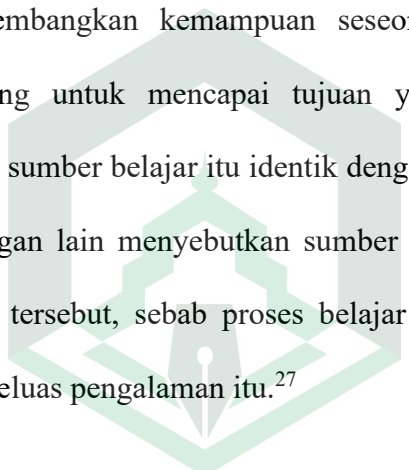 embangkan kemampuan seseor
ng untuk mencapai tujuan y
sumber belajar itu identik deng
gan lain menyebutkan sumber
tersebut, sebab proses belajar
eluas pengalaman itu.27